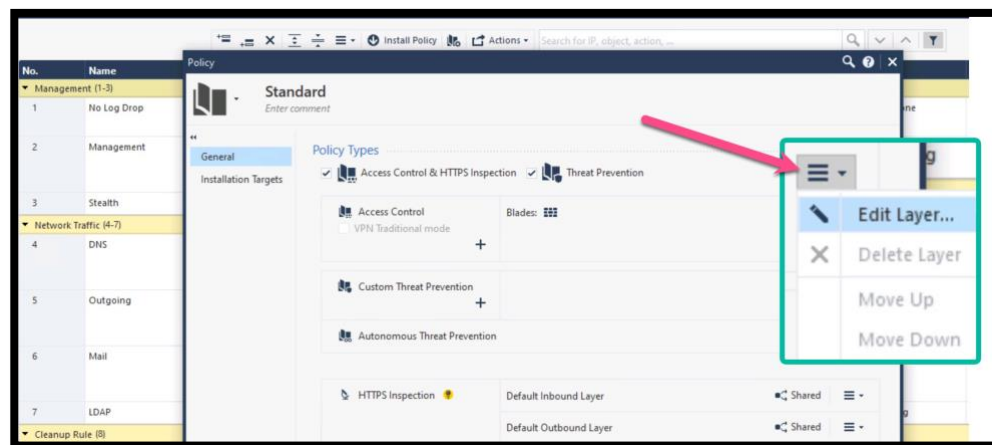 Install Policy Actions Search for IP, object, action, ...
No. Name
Management (1-3)
1 No Log Drop
2 Management
3 Stealth
Network Traffic (4-7)
4 DNS
5 Outgoing
6 Mail
7 LDAP
Cleanup Rule (8)
Policy
Standard
Enter comment
General
Installation Targets
Policy Types
Access Control & HTTPS Inspection Threat Prevention
Access Control Blades:
VPN Traditional mode
+
Custom Threat Prevention
+
Autonomous Threat Prevention
HTTPS Inspection Default Inbound Layer Shared
Default Outbound Layer Shared
Edit Layer...
Delete Layer
Move Up
Move Down